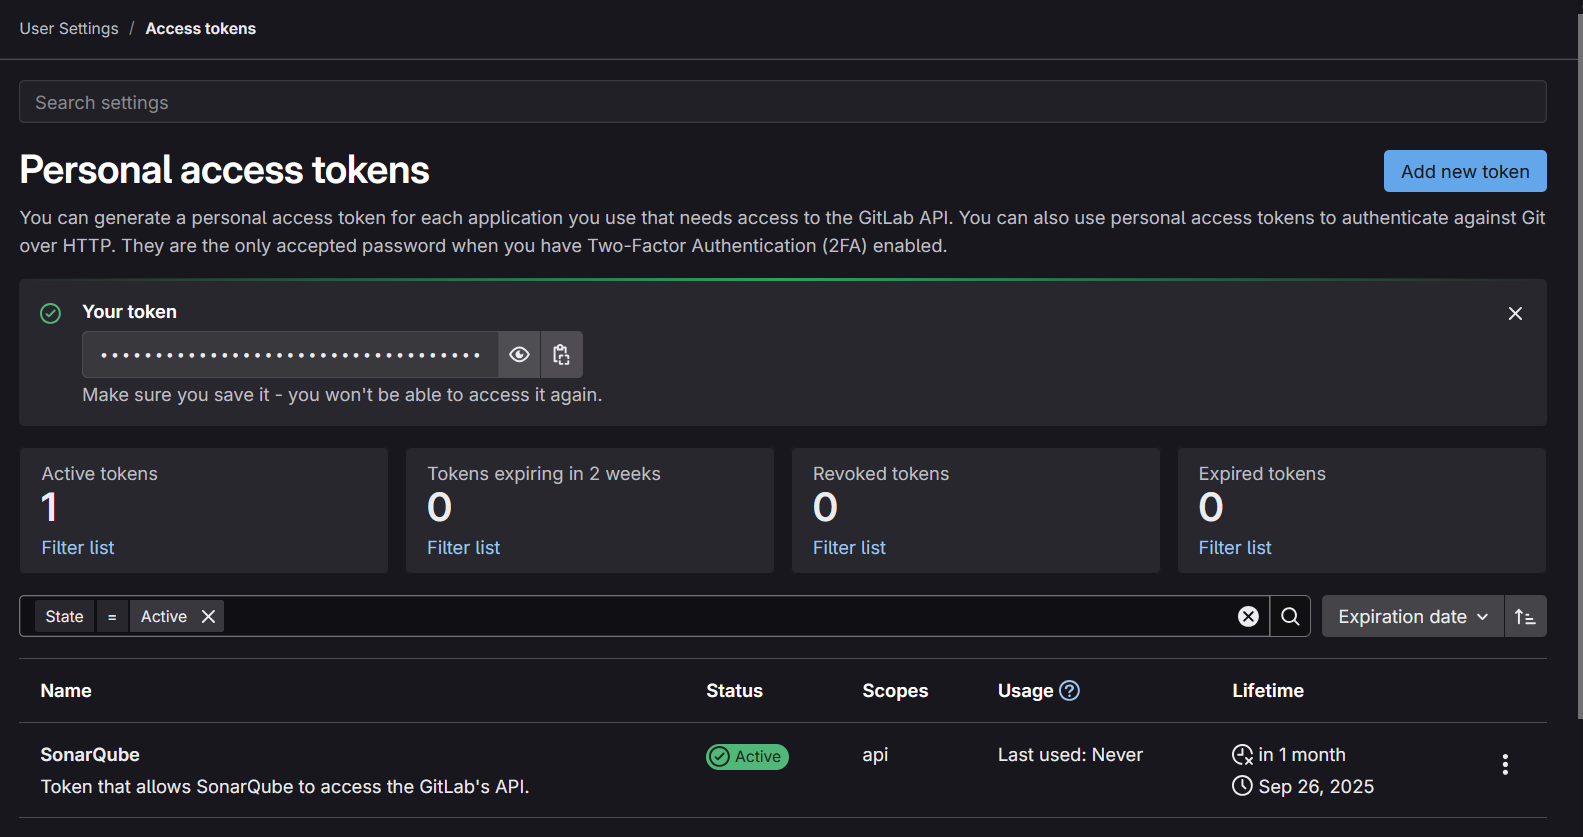 User Settings / Access tokens
Search settings
Personal access tokens
Add new token
You can generate a personal access token for each application you use that needs access to the GitLab API. You can also use personal access tokens to authenticate against Git
over HTTP. They are the only accepted password when you have Two-Factor Authentication (2FA) enabled.
Your token
Make sure you save it - you won't be able to access it again.
Active tokens
1
Filter list
Tokens expiring in 2 weeks
0
Filter list
Revoked tokens
0
Filter list
Expired tokens
0
Filter list
State = Active
Expiration date
Name Status Scopes Usage Lifetime
SonarQube Active api Last used: Never in 1 month
Token that allows SonarQube to access the GitLab's API. Sep 26, 2025